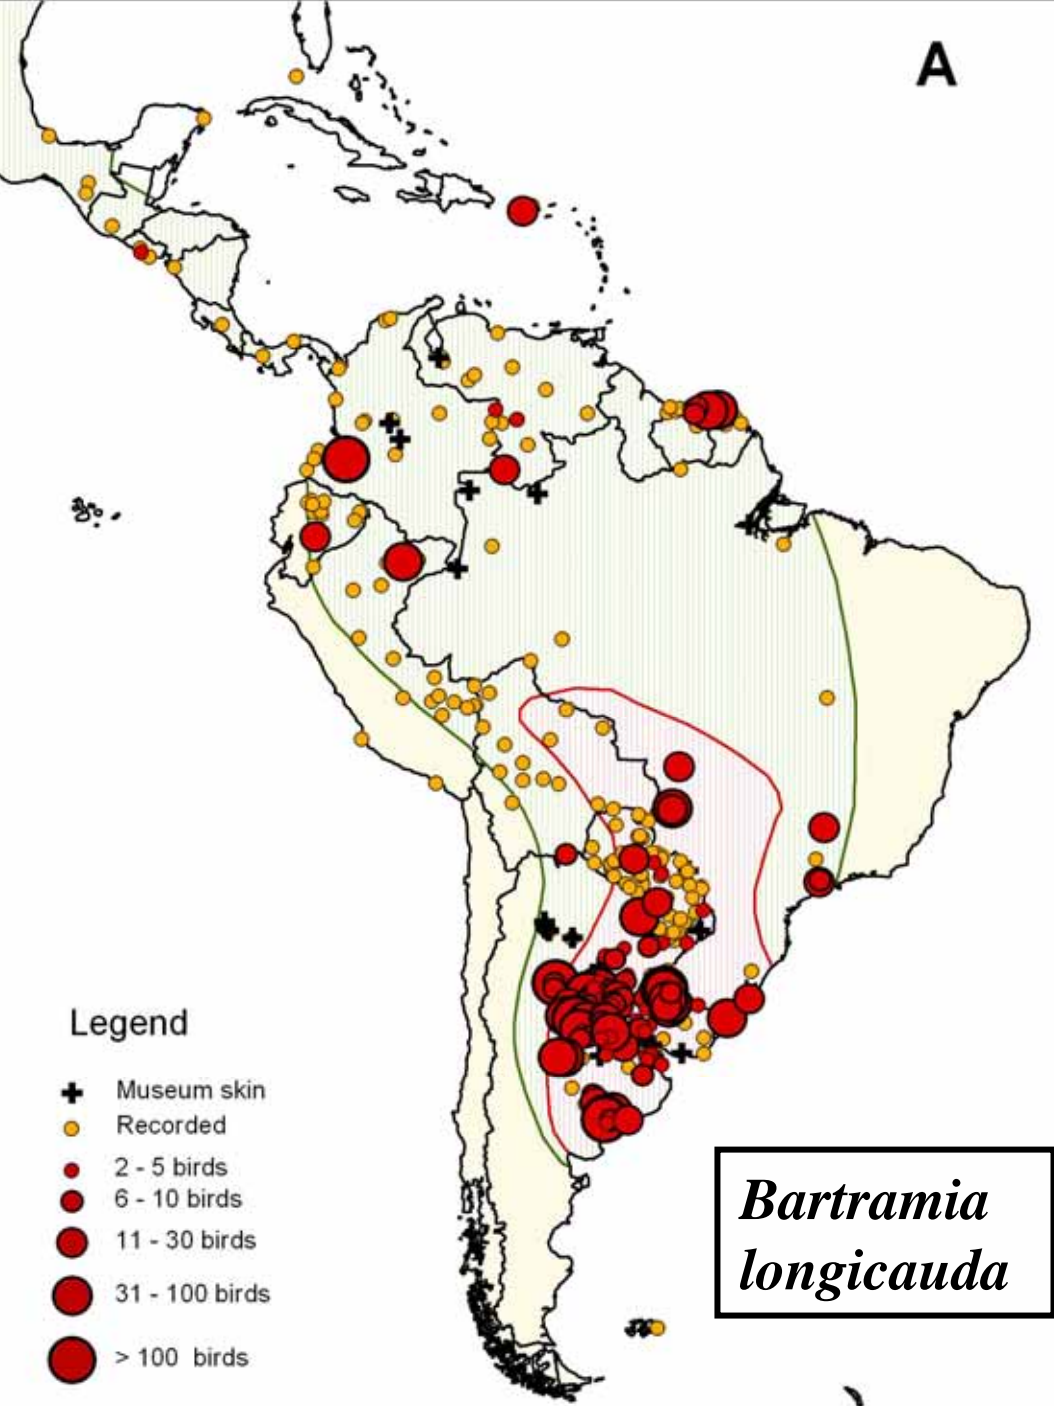 A
Legend
Museum skin
Recorded
2 - 5 birds
6 - 10 birds
11 - 30 birds
31 - 100 birds
> 100 birds
Bartramia
longicauda